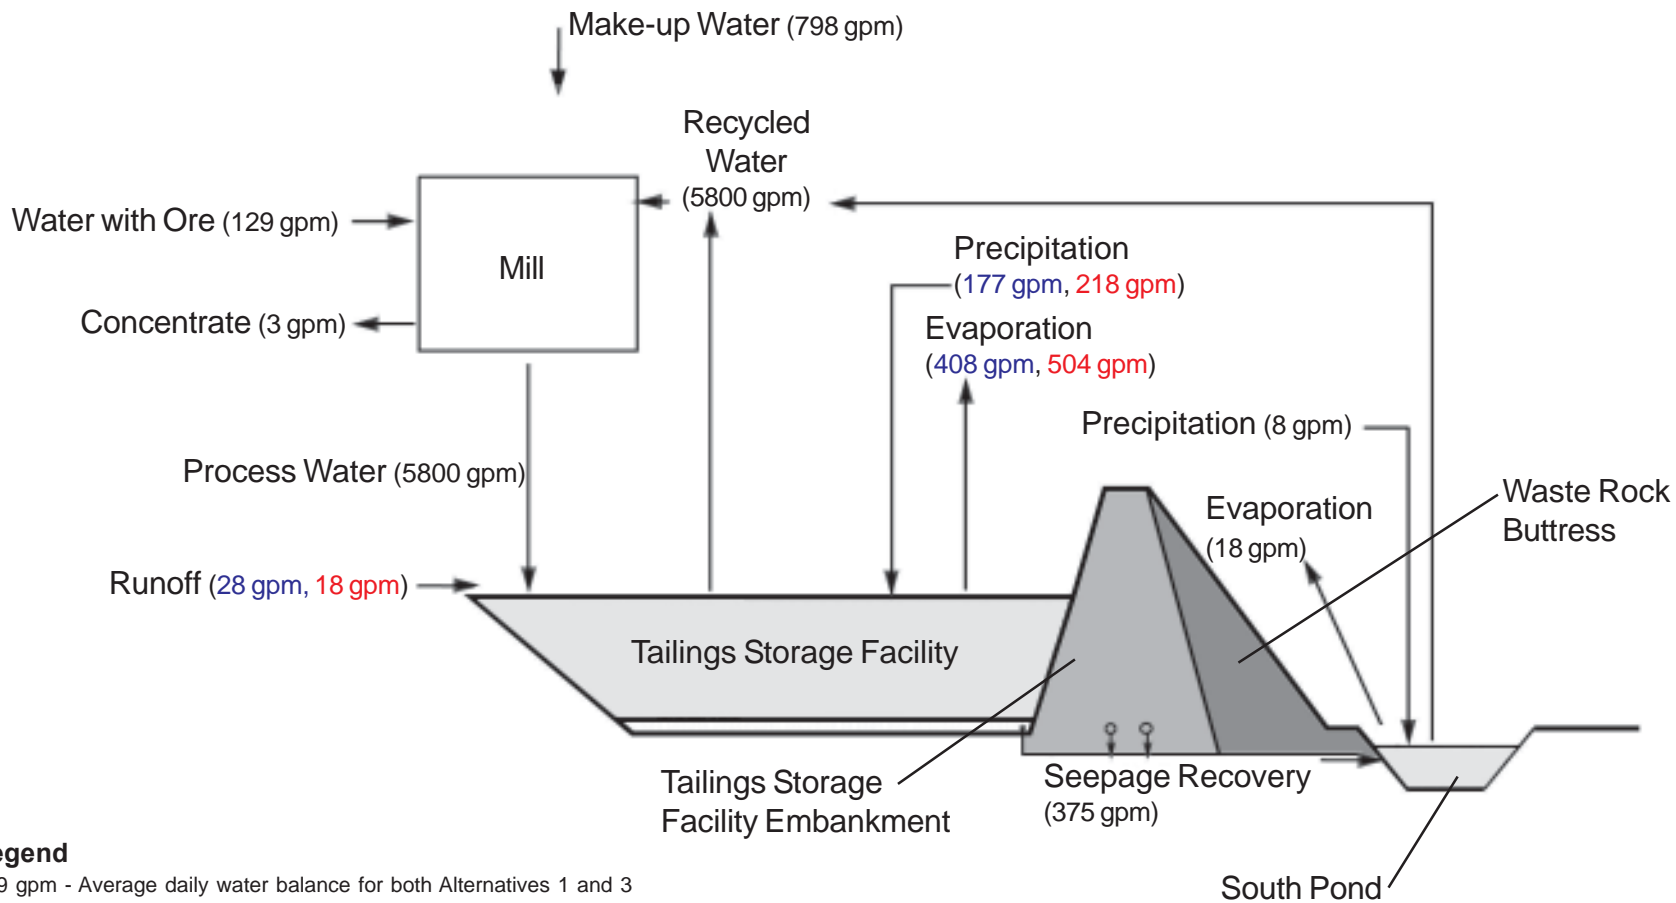 Make-up Water (798 gpm)
Recycled
Water
(5800 gpm)
Water with Ore (129 gpm)
Mill
Precipitation
(177 gpm, 218 gpm)
Concentrate (3 gpm)
Evaporation
(408 gpm, 504 gpm)
Precipitation (8 gpm)
Process Water (5800 gpm)
Waste Rock
Buttress
Evaporation
(18 gpm)
Runoff (28 gpm, 18 gpm)
Tailings Storage Facility
Seepage Recovery
(375 gpm)
Tailings Storage
Facility Embankment
egend
9 gpm - Average daily water balance for both Alternatives 1 and 3
South Pond